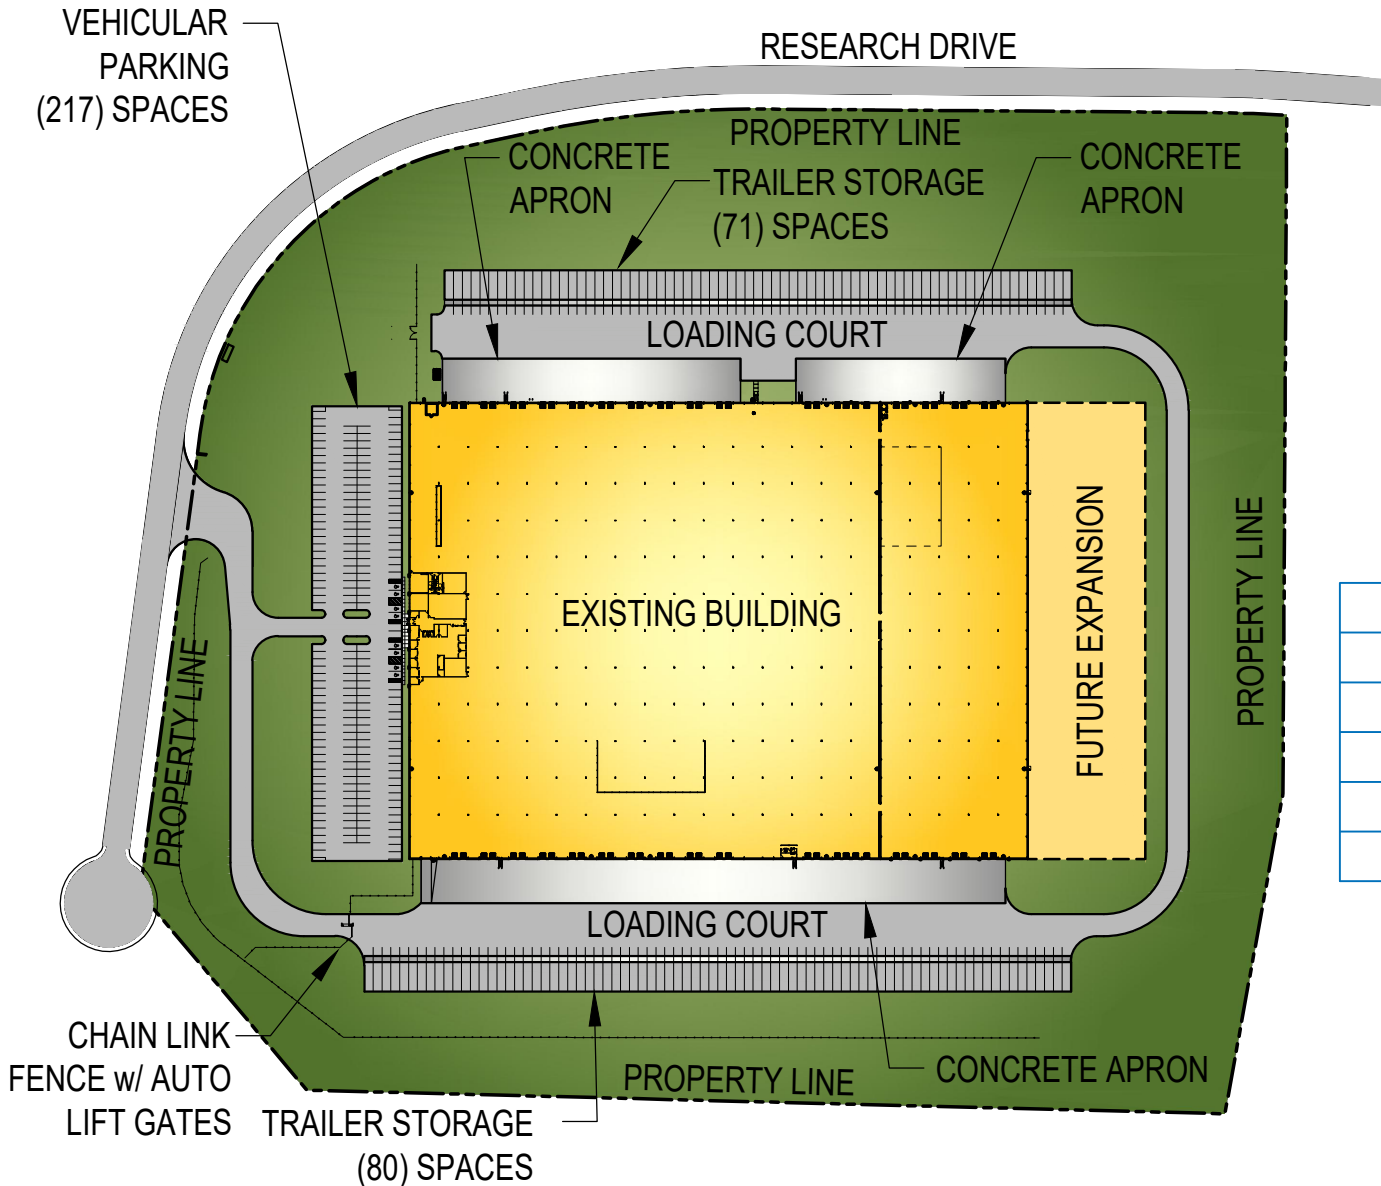 VEHICULAR
PARKING
(217) SPACES
RESEARCH DRIVE
PROPERTY LINE
CONCRETE
APRON
TRAILER STORAGE
(71) SPACES
CONCRETE
APRON
LOADING COURT
EXISTING BUILDING
FUTURE EXPANSION
PROPERTY LINE
PROPERTY LINE
LOADING COURT
CHAIN LINK
FENCE w/ AUTO
LIFT GATES
PROPERTY LINE
CONCRETE APRON
TRAILER STORAGE
(80) SPACES